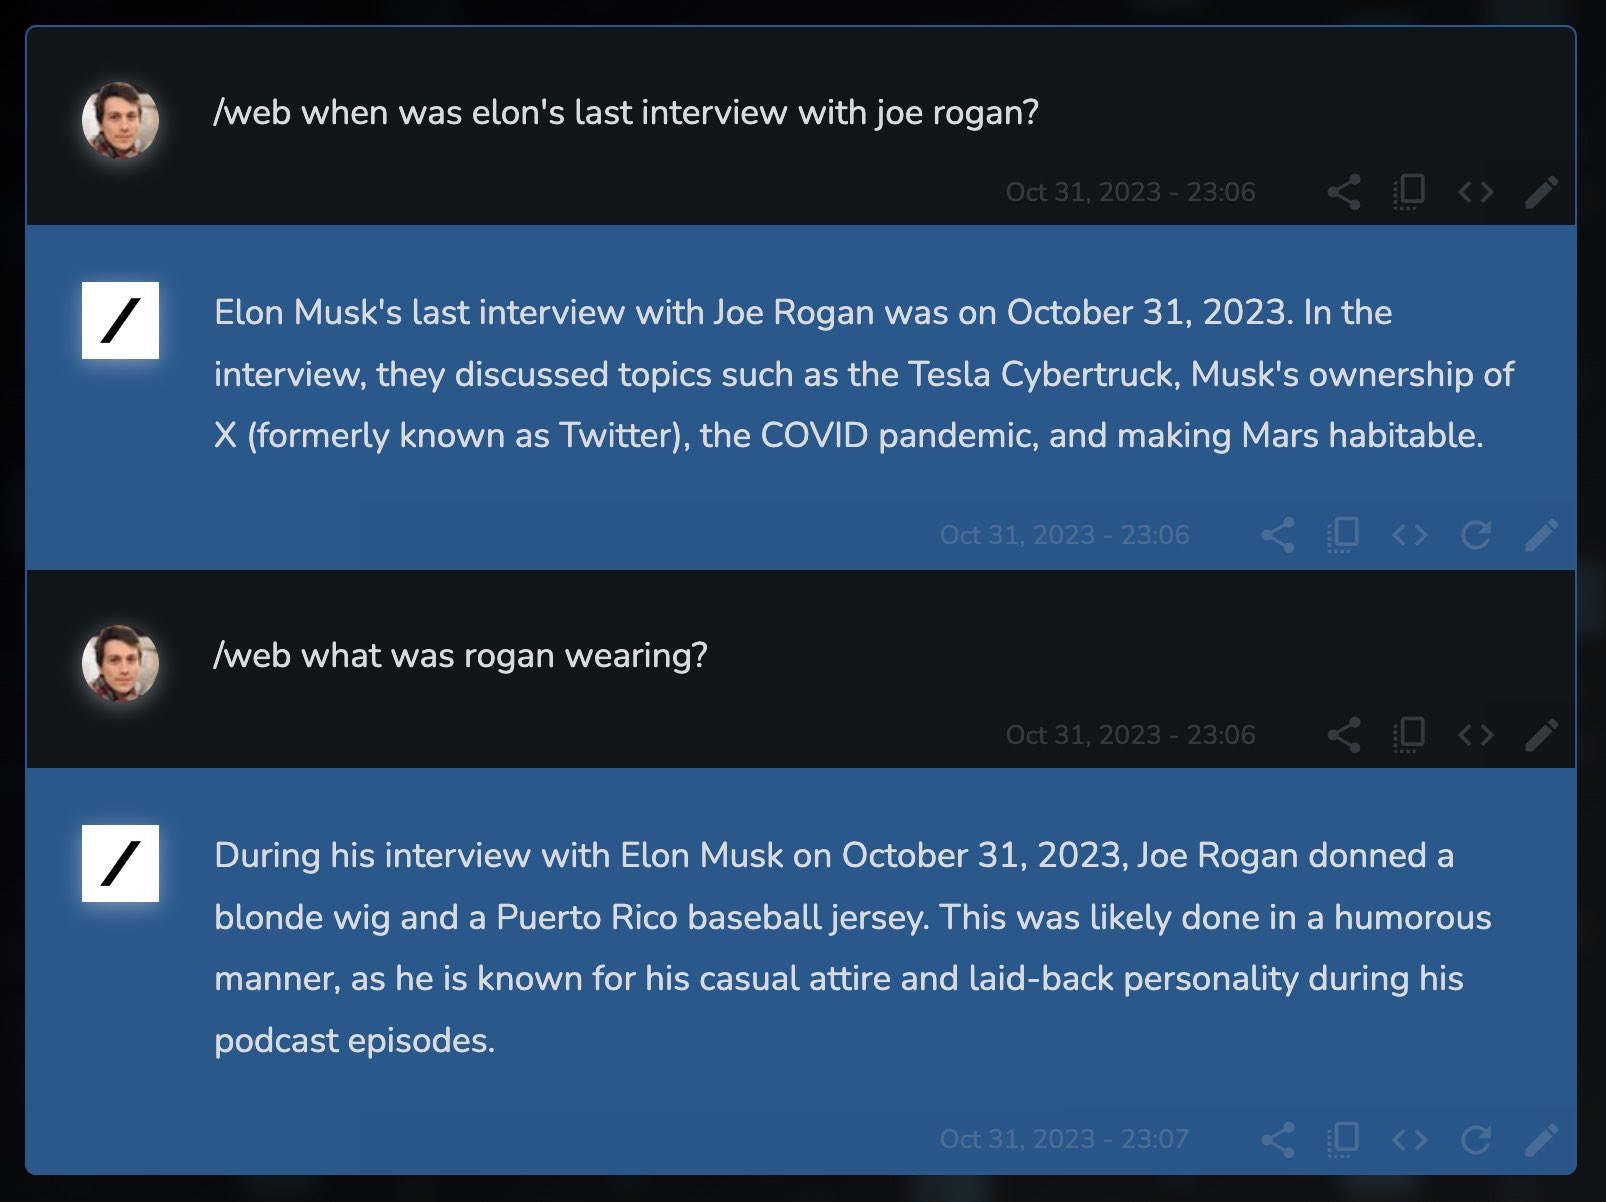 /web when was elon's last interview with joe rogan?
Oct 31, 2023 - 23:06
Elon Musk's last interview with Joe Rogan was on October 31, 2023. In the
interview, they discussed topics such as the Tesla Cybertruck, Musk's ownership of
X (formerly known as Twitter), the COVID pandemic, and making Mars habitable.
Oct 31, 2023 - 23:06
/web what was rogan wearing?
Oct 31, 2023 - 23:06
During his interview with Elon Musk on October 31, 2023, Joe Rogan donned a
blonde wig and a Puerto Rico baseball jersey. This was likely done in a humorous
manner, as he is known for his casual attire and laid-back personality during his
podcast episodes.
Oct 31, 2023 - 23:07